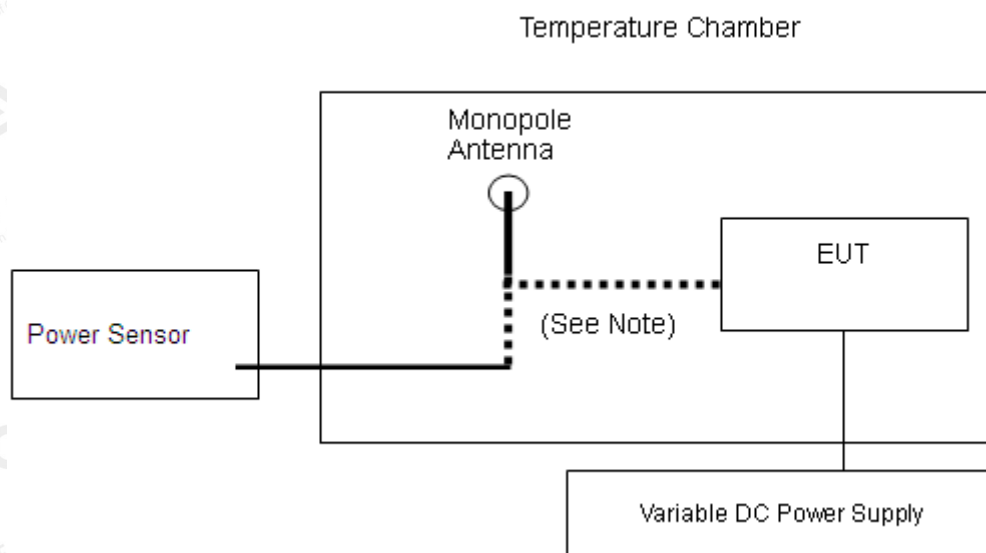 Temperature Chamber
Monopole
Antenna
EUT
(See Note)
Power Sensor
Variable DC Power Supply